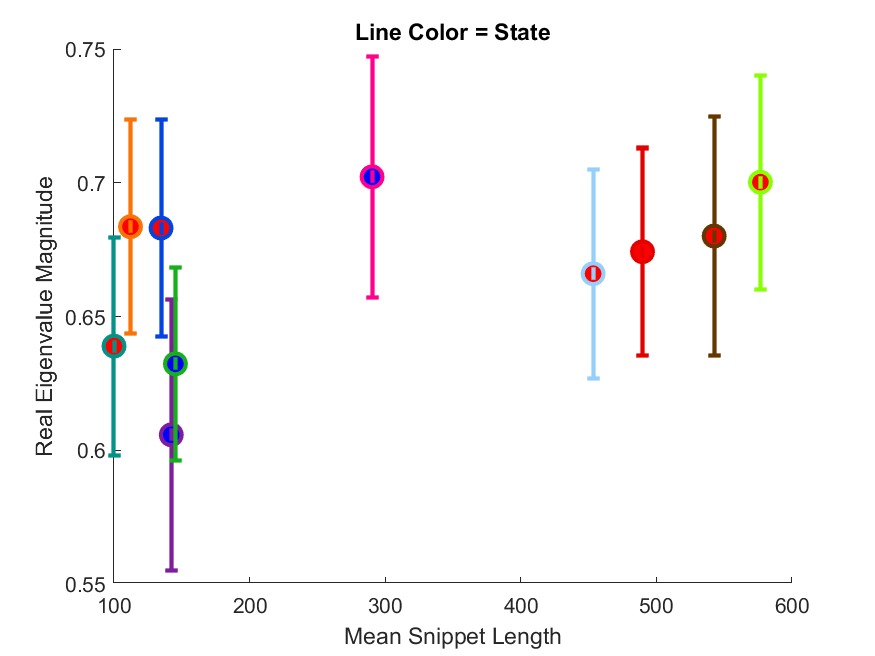 Line Color = State
0.75
0.7
0.65
0.6
0.55
Real Eigenvalue Magnitude
100 200 300 400 500 600
Mean Snippet Length